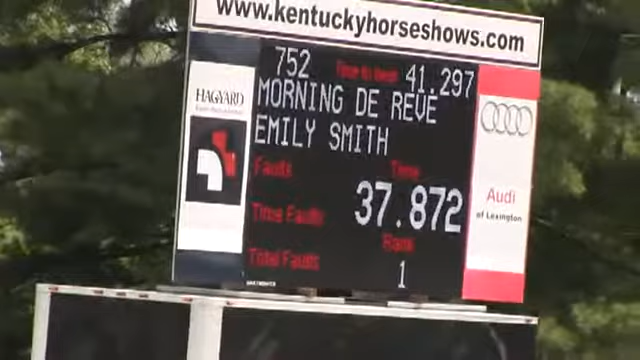 www.kentuckyhorseshows.com
752 Time to beat 41.297
MORNING DE REVE
EMILY SMITH
Faults Time
37.872
Time Faults
Rank
Total Faults 1
HAGYARD
Audi
of Lexington